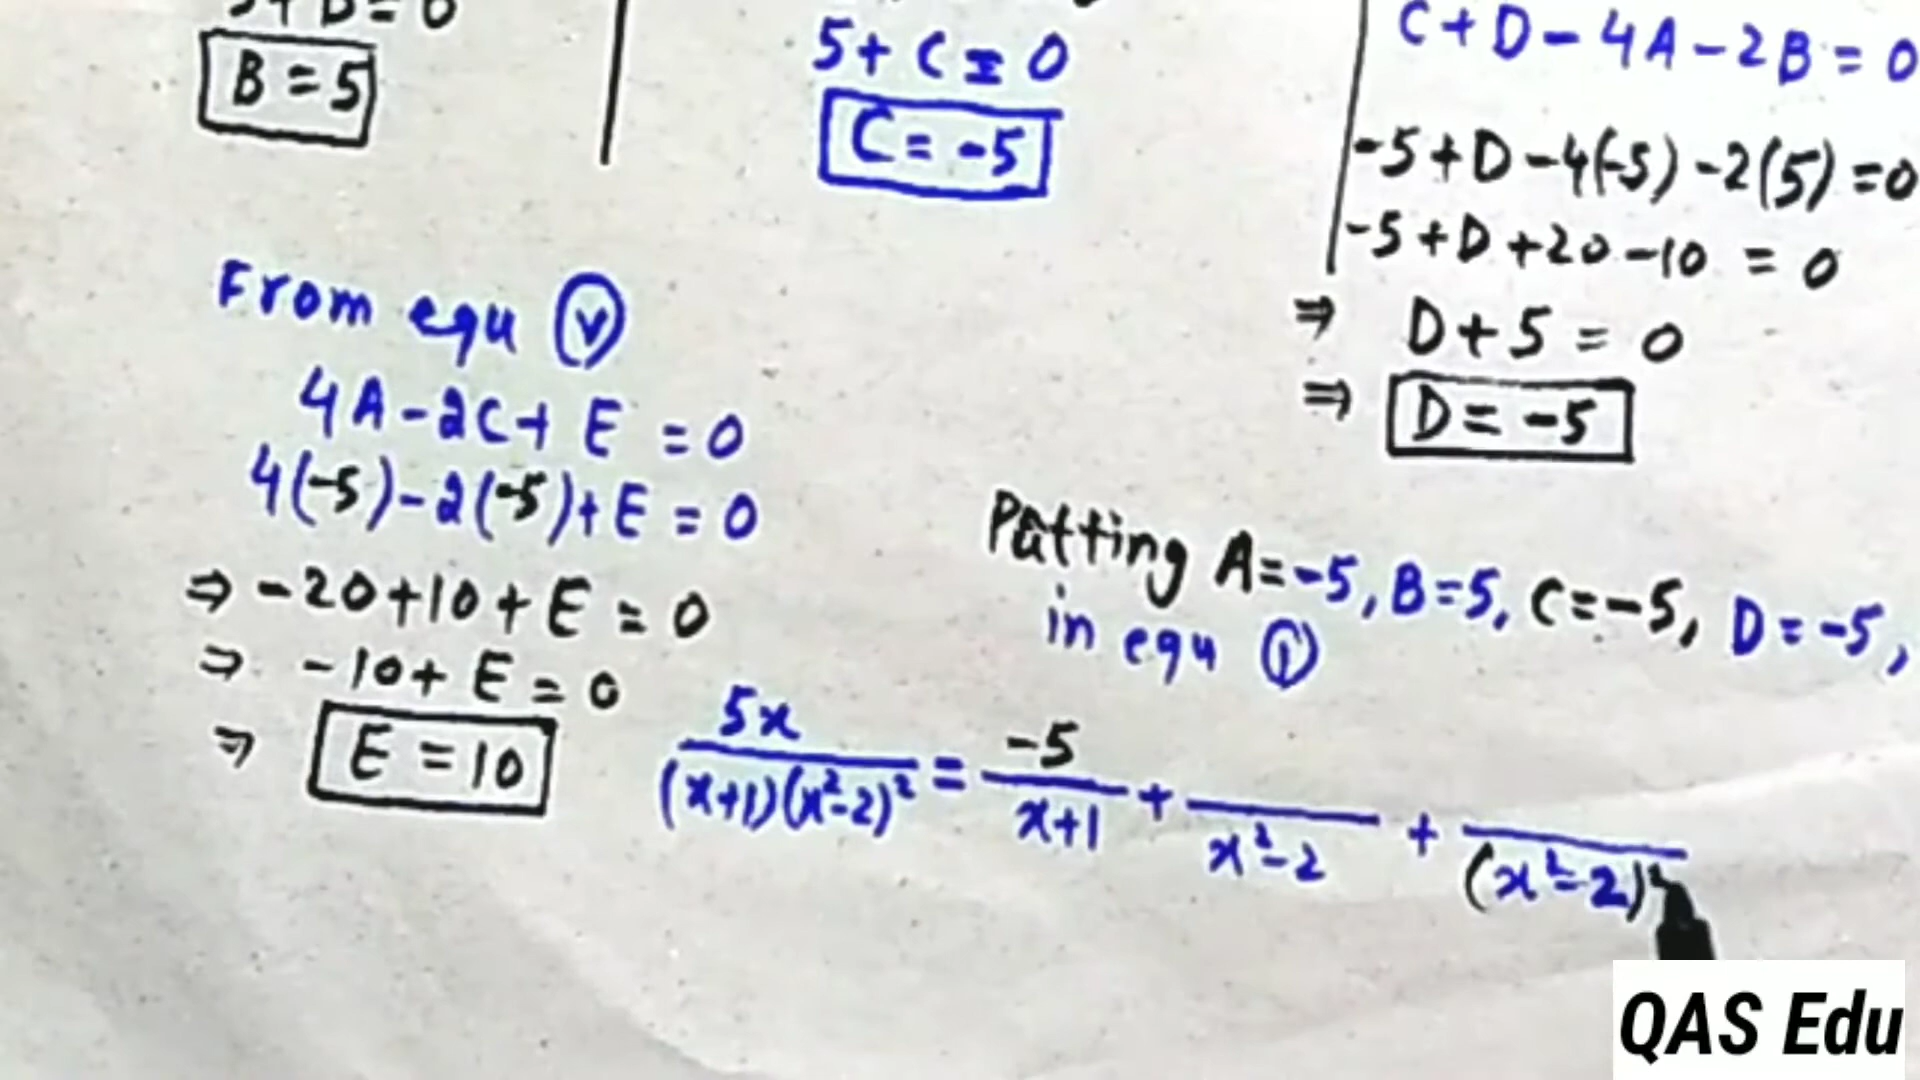 B = 5
5 + C = 0
C = -5
C + D - 4A - 2B = 0
-5 + D - 4(-5) - 2(5) = 0
-5 + D + 20 - 10 = 0
⇒ D + 5 = 0
⇒ D = -5
From equ (V)
4A - 2C + E = 0
4(-5) - 2(-5) + E = 0
⇒ -20 + 10 + E = 0
⇒ -10 + E = 0
⇒ E = 10
Putting A = -5, B = 5, C = -5, D = -5,
in equ (1)
5x/(x+1)(x²-2)² = -5/x+1 + /x²-2 + /(x²-2)²
QAS Edu